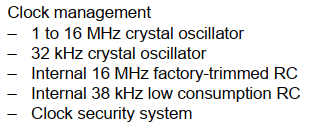 Clock management
– 1 to 16 MHz crystal oscillator
– 32 kHz crystal oscillator
– Internal 16 MHz factory-trimmed RC
– Internal 38 kHz low consumption RC
– Clock security system